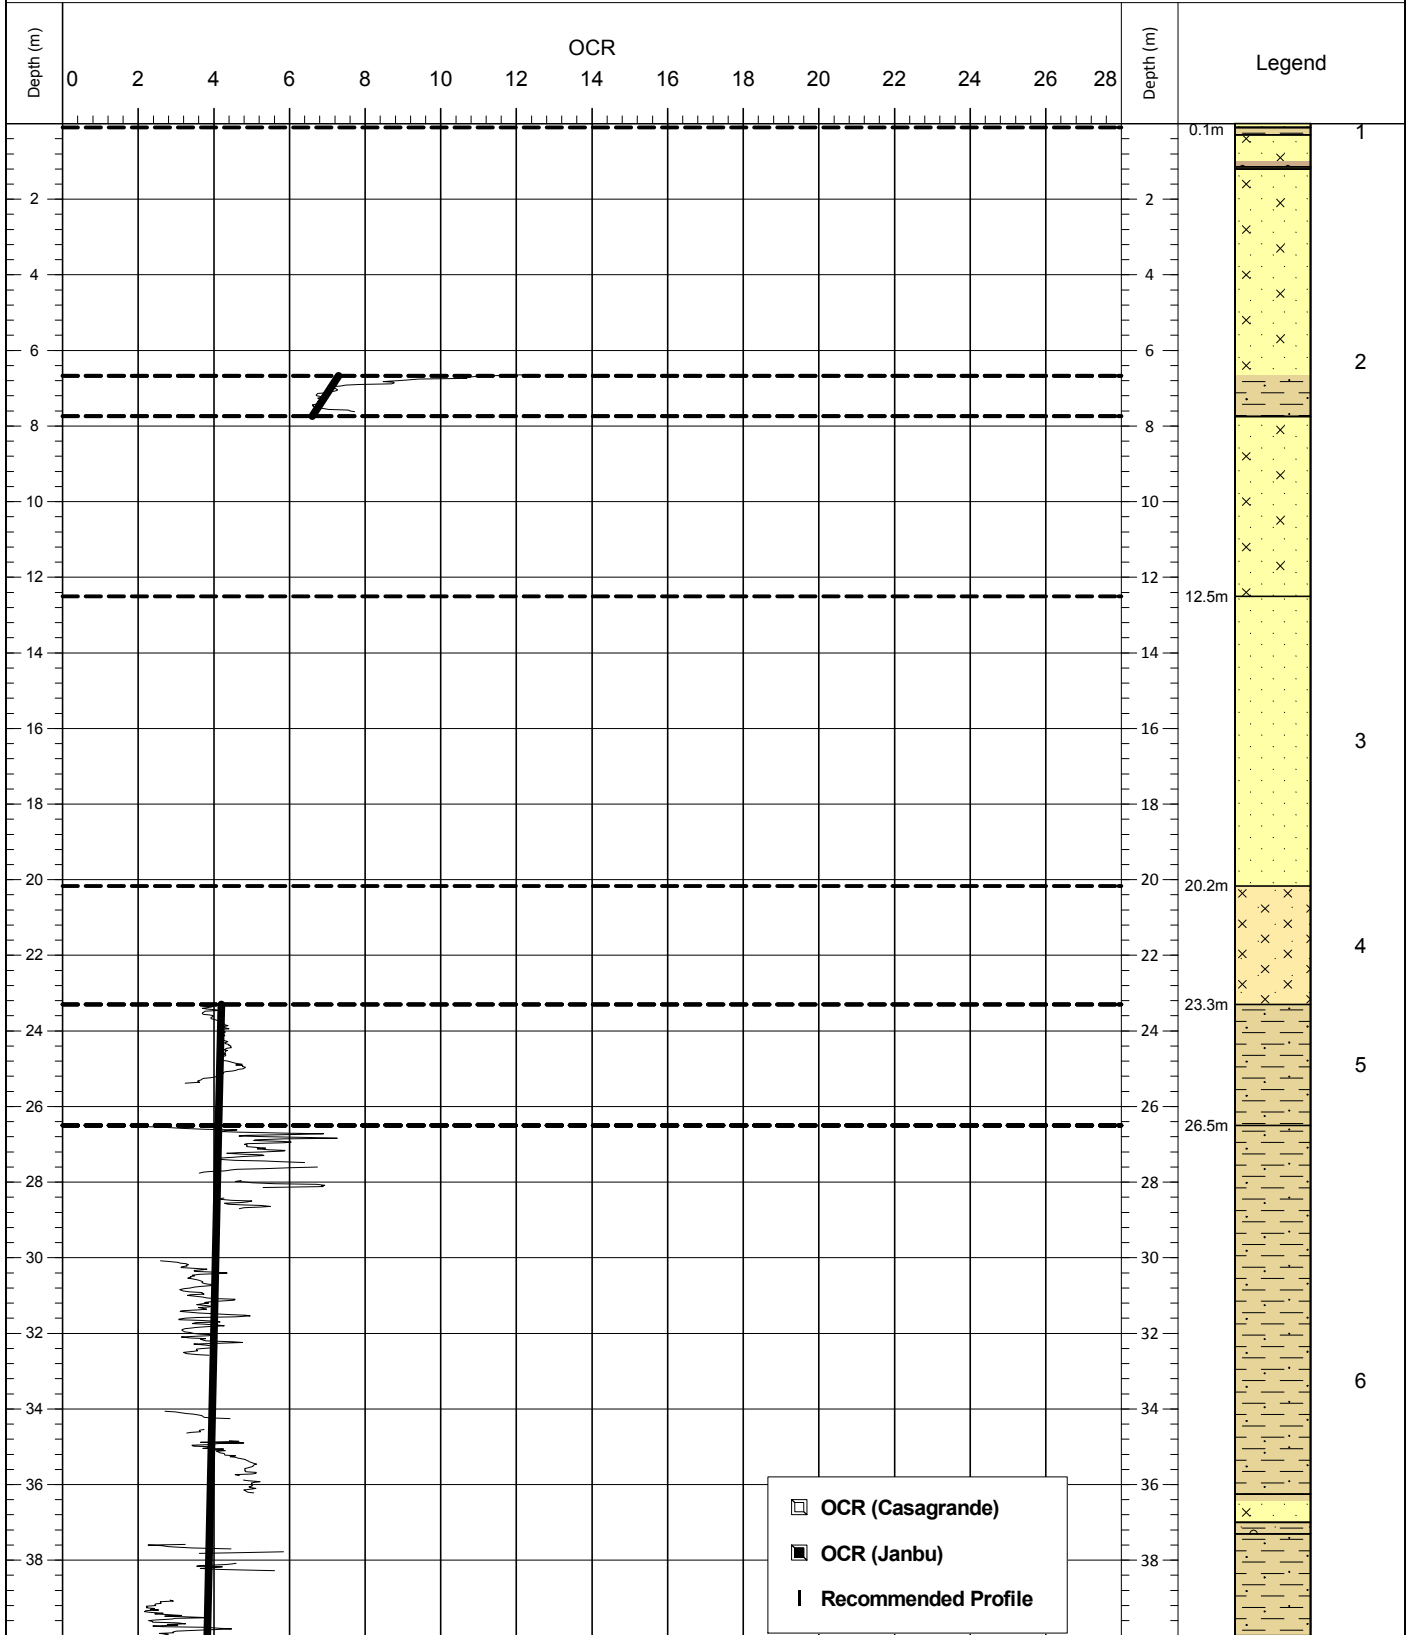 Depth (m)
OCR
Depth (m)
Legend
0 2 4 6 8 10 12 14 16 18 20 22 24 26 28
0.1m
1
2 2
4 4
6 6
2
8 8
10 10
12 12
12.5m
14 14
16 16
3
18 18
20 20
20.2m
4
22 22
23.3m
24 24
5
26 26
26.5m
28 28
30 30
32 32
6
34 34
36 36
OCR (Casagrande)
OCR (Janbu)
38 38
Recommended Profile